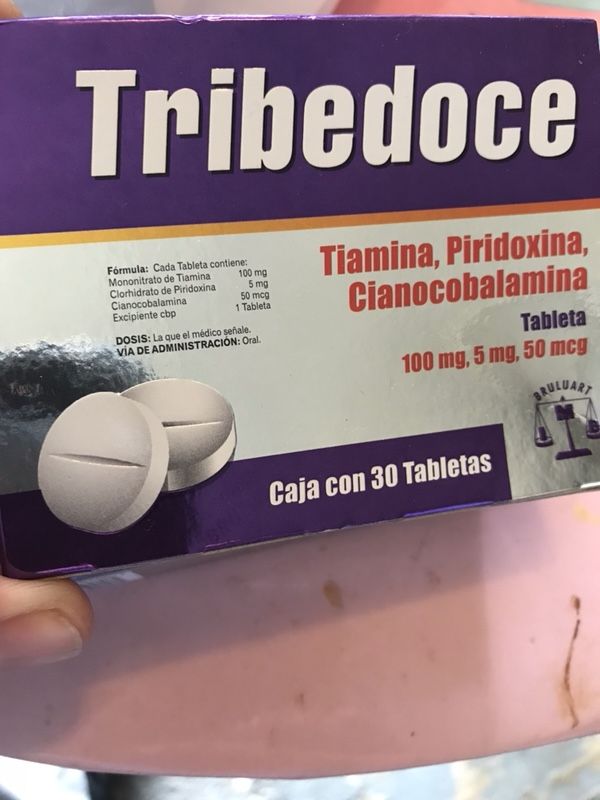 Tribedoce
Fórmula: Cada Tableta contiene:
Mononitrato de Tiamina 100 mg
Clorhidrato de Piridoxina 5 mg
Cianocobalamina 50 mcg
Excipiente cbp 1 Tableta
DOSIS: La que el médico señale.
VÍA DE ADMINISTRACIÓN: Oral.
Tiamina, Piridoxina,
Cianocobalamina
Tableta
100 mg, 5 mg, 50 mcg
BRULUART
Caja con 30 Tabletas